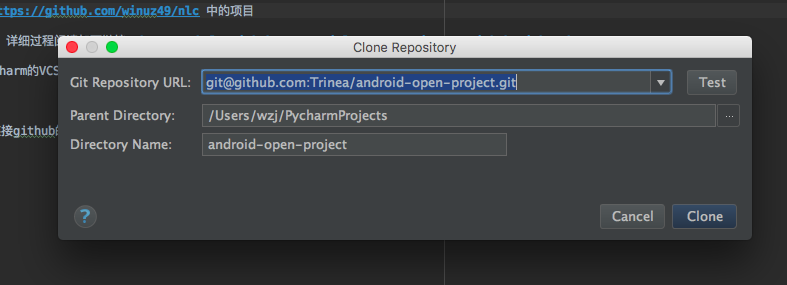 ttps://github.com/winuz49/nlc 中的项目
详细过程
Clone Repository
charm的VCS
Git Repository URL: git@github.com:Trinea/android-open-project.git Test
Parent Directory: /Users/wzj/PycharmProjects ...
接github的
Directory Name: android-open-project
? Cancel Clone